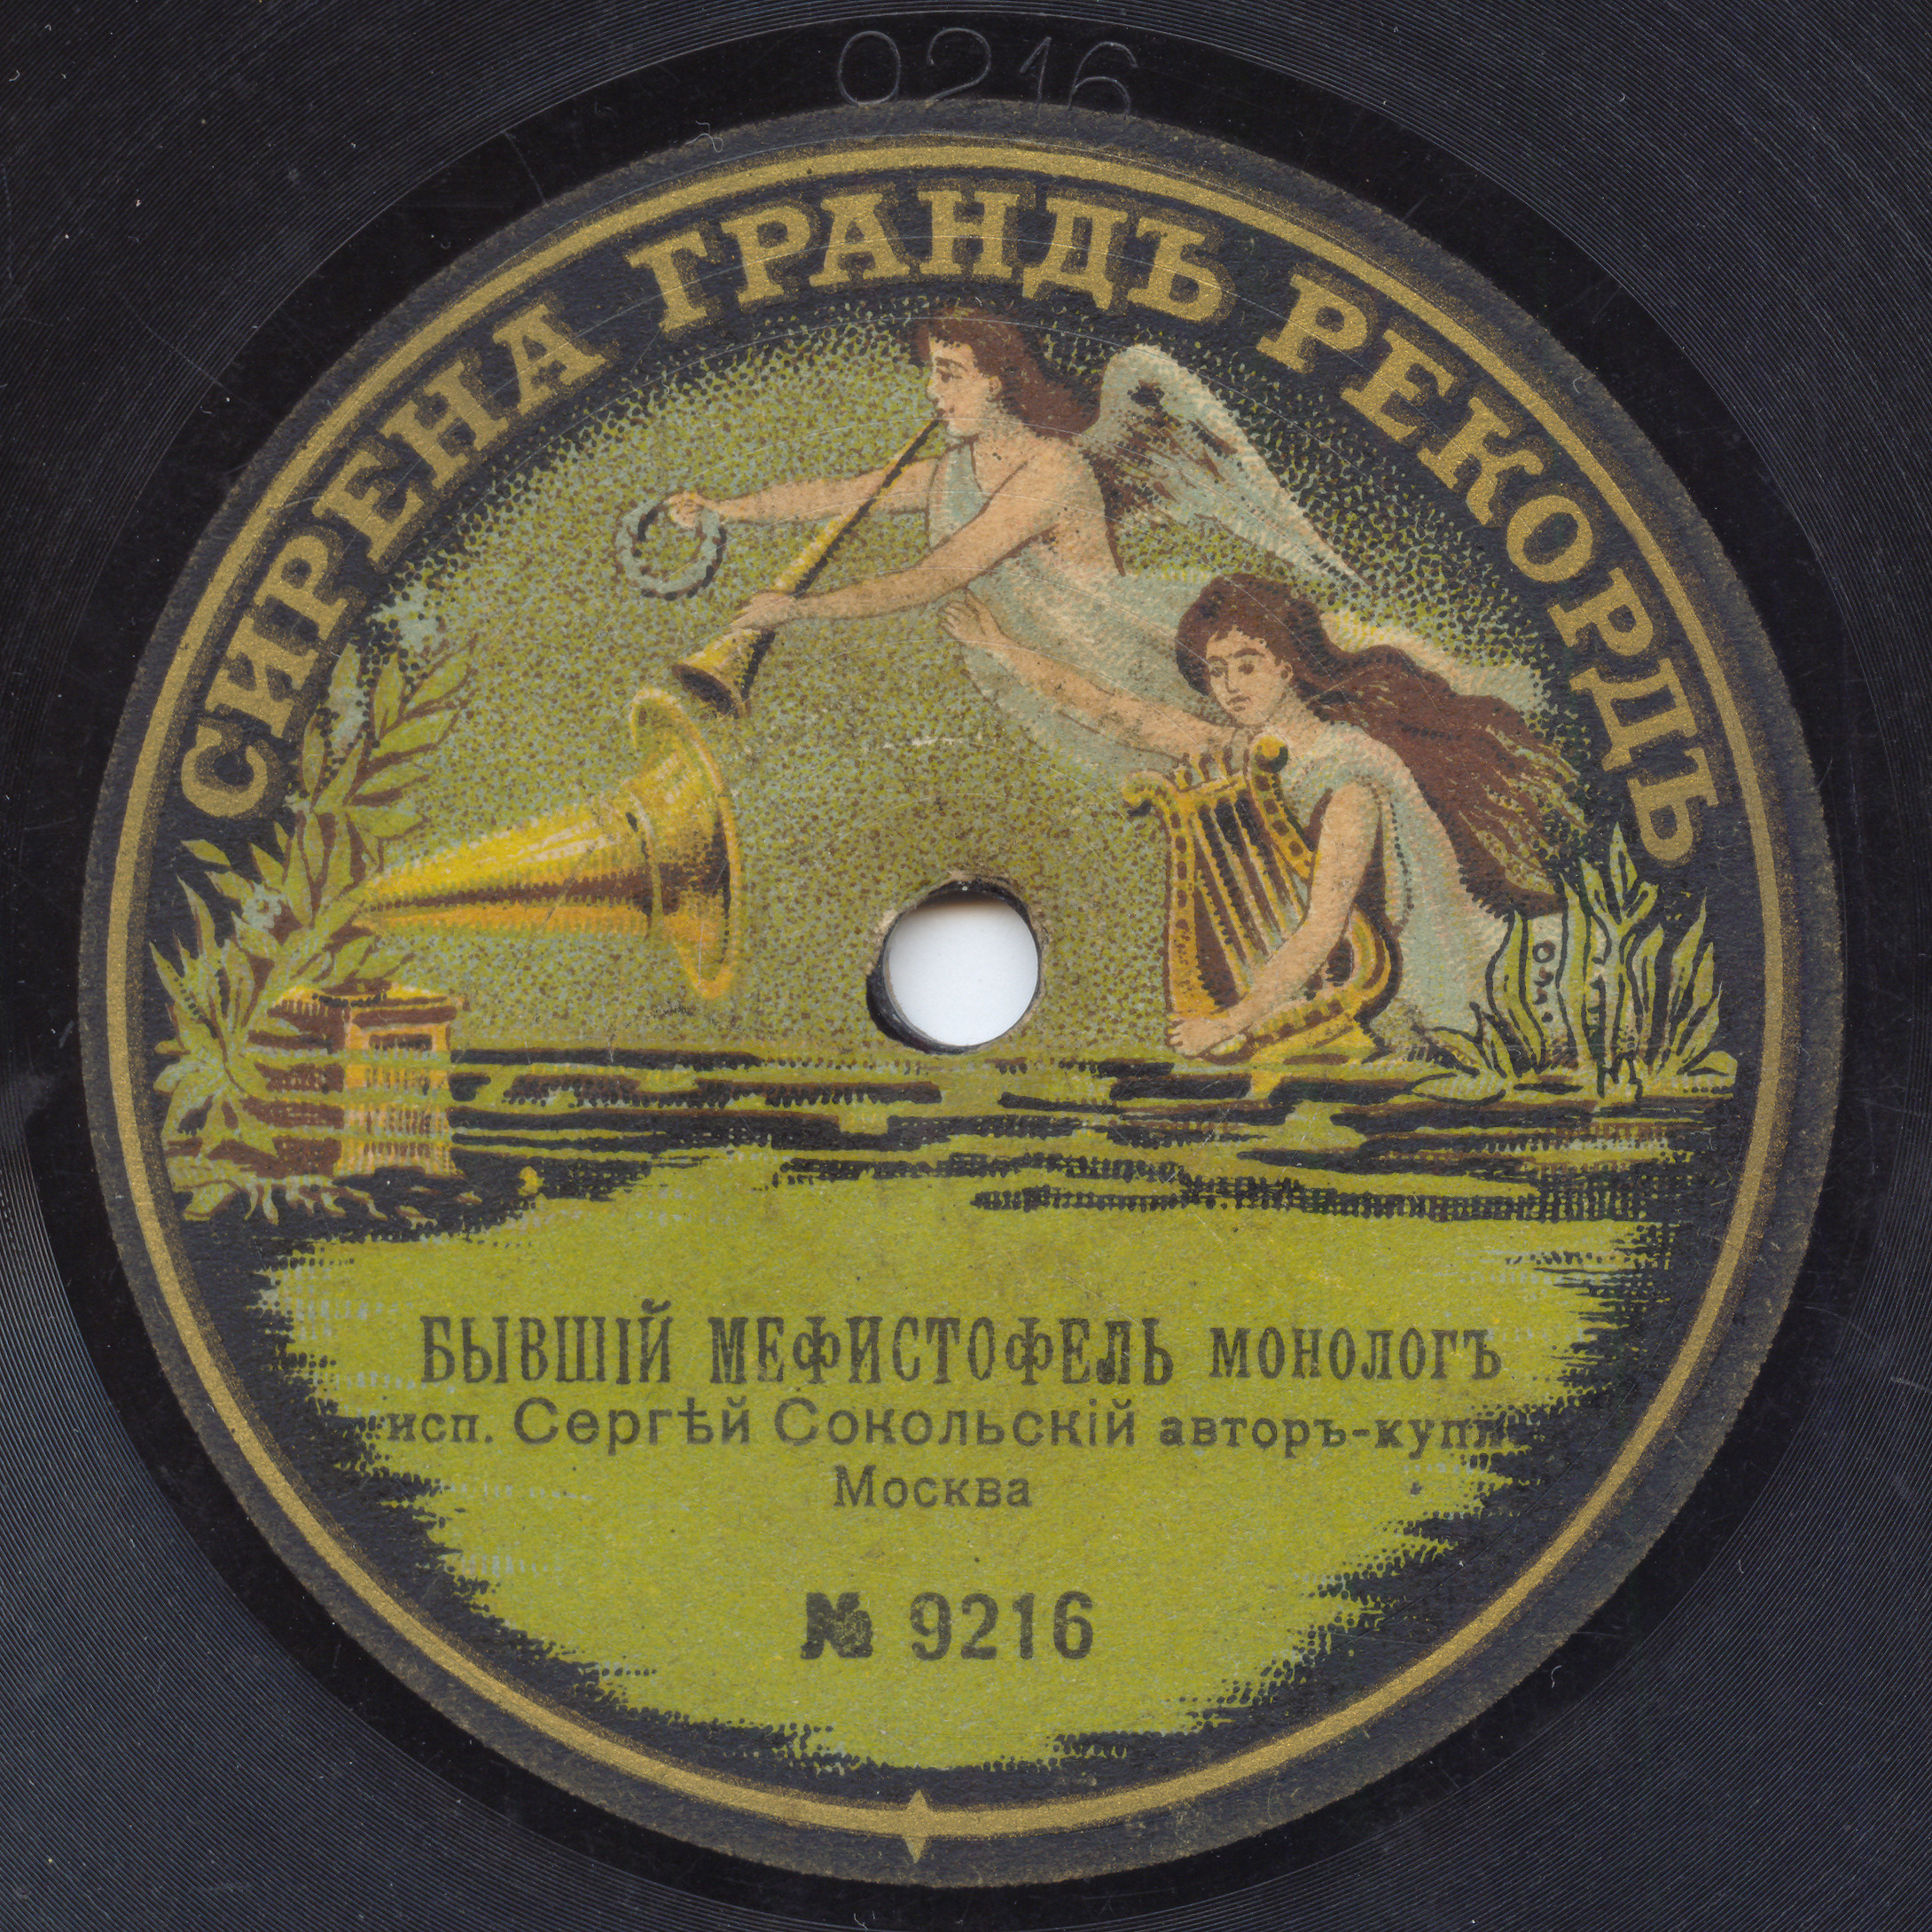 0216
СИРЕНА ГРАНДЪ РЕКОРДЪ
БЫВШІЙ МЕФИСТОФЕЛЬ МОНОЛОГЪ
исп. Сергѣй Сокольскій авторъ-купл
Москва
№ 9216